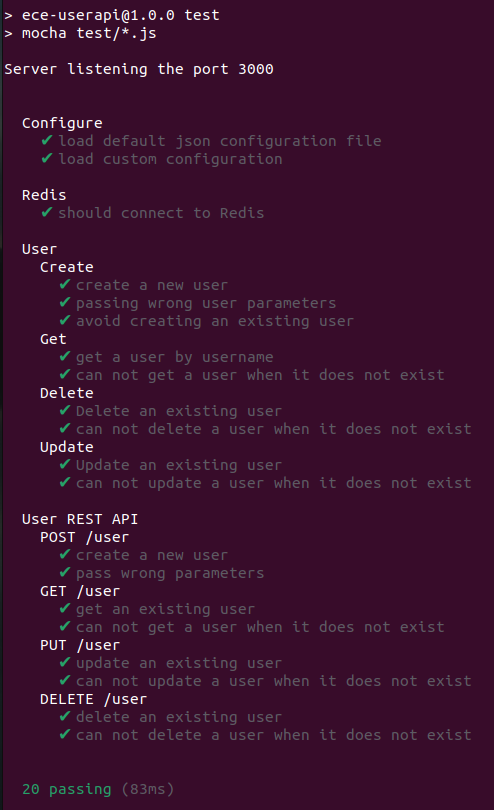 > ece-userapi@1.0.0 test
> mocha test/*.js
Server listening the port 3000
Configure
✔ load default json configuration file
✔ load custom configuration
Redis
✔ should connect to Redis
User
Create
✔ create a new user
✔ passing wrong user parameters
✔ avoid creating an existing user
Get
✔ get a user by username
✔ can not get a user when it does not exist
Delete
✔ Delete an existing user
✔ can not delete a user when it does not exist
Update
✔ Update an existing user
✔ can not update a user when it does not exist
User REST API
POST /user
✔ create a new user
✔ pass wrong parameters
GET /user
✔ get an existing user
✔ can not get a user when it does not exist
PUT /user
✔ update an existing user
✔ can not update a user when it does not exist
DELETE /user
✔ delete an existing user
✔ can not delete a user when it does not exist
20 passing (83ms)